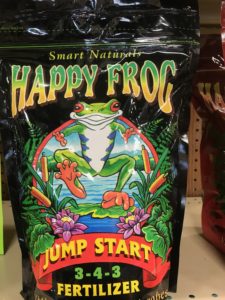 Smart Naturals
HAPPY FROG
JUMP START
3-4-3
FERTILIZER